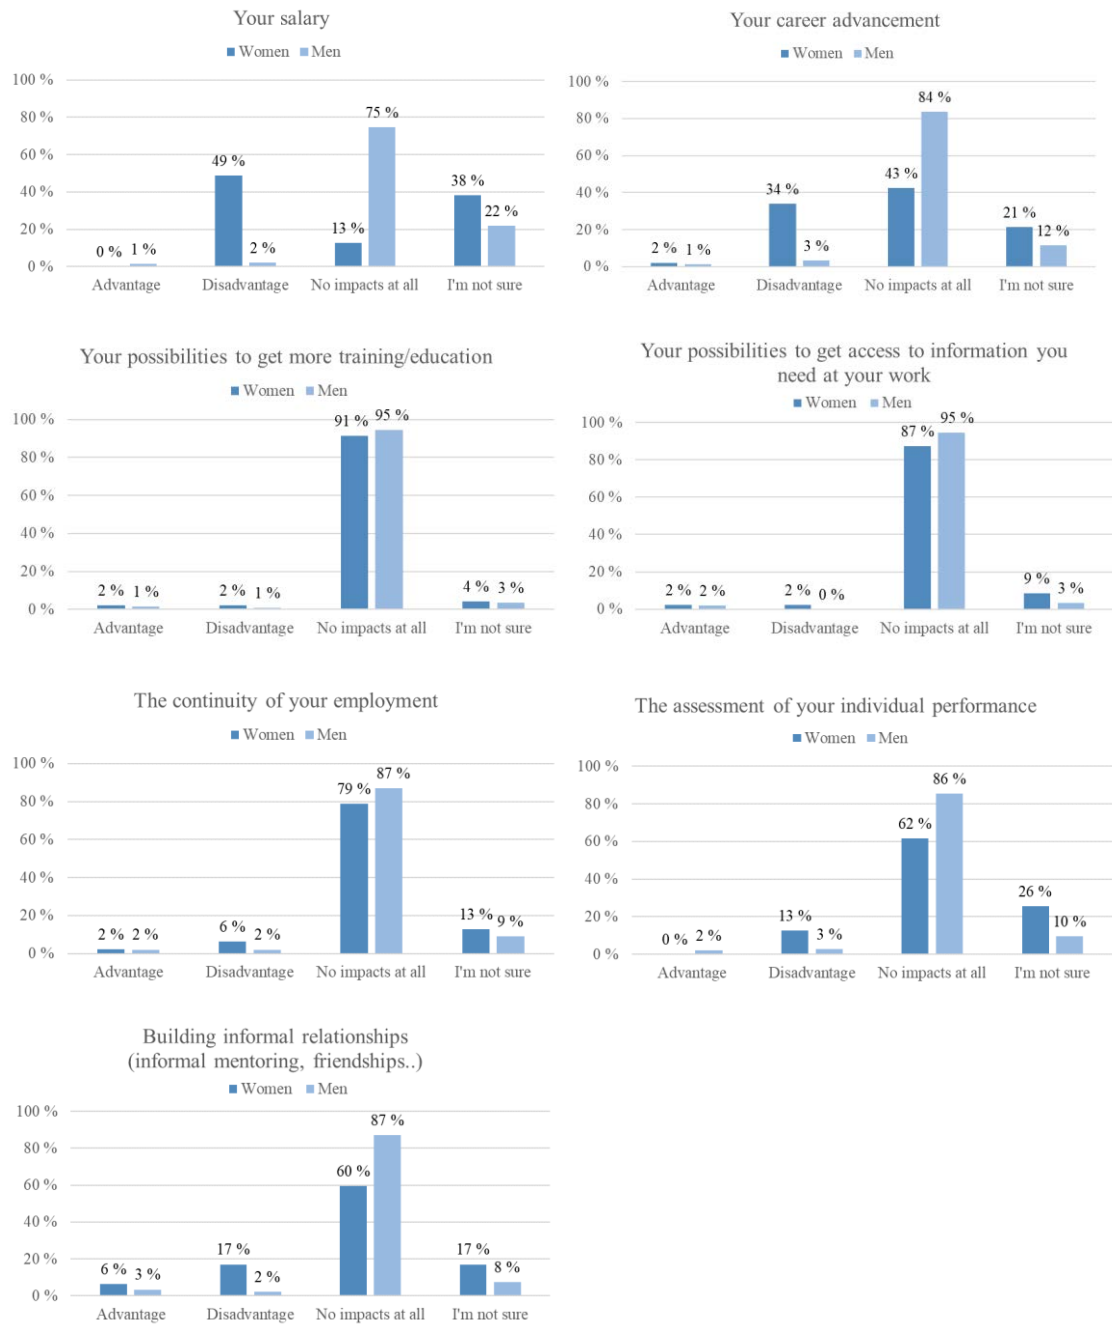 Your salary
Women Men
100 %
80 %
60 %
40 %
20 %
0 %
0 % 1 %
49 %
2 %
13 %
75 %
38 %
22 %
Advantage Disadvantage No impacts at all I'm not sure
Your career advancement
Women Men
100 %
80 %
60 %
40 %
20 %
0 %
2 % 1 %
34 %
3 %
43 %
84 %
21 %
12 %
Advantage Disadvantage No impacts at all I'm not sure
Your possibilities to get more training/education
Women Men
100 %
80 %
60 %
40 %
20 %
0 %
2 % 1 %
2 % 1 %
91 % 95 %
4 % 3 %
Advantage Disadvantage No impacts at all I'm not sure
Your possibilities to get access to information you
need at your work
Women Men
100 %
80 %
60 %
40 %
20 %
0 %
2 % 2 %
2 % 0 %
87 %
95 %
9 %
3 %
Advantage Disadvantage No impacts at all I'm not sure
The continuity of your employment
Women Men
100 %
80 %
60 %
40 %
20 %
0 %
2 % 2 %
6 %
2 %
79 %
87 %
13 %
9 %
Advantage Disadvantage No impacts at all I'm not sure
The assessment of your individual performance
Women Men
100 %
80 %
60 %
40 %
20 %
0 %
0 % 2 %
13 %
3 %
62 %
86 %
26 %
10 %
Advantage Disadvantage No impacts at all I'm not sure
Building informal relationships
(informal mentoring, friendships..)
Women Men
100 %
80 %
60 %
40 %
20 %
0 %
6 % 3 %
17 %
2 %
60 %
87 %
17 %
8 %
Advantage Disadvantage No impacts at all I'm not sure